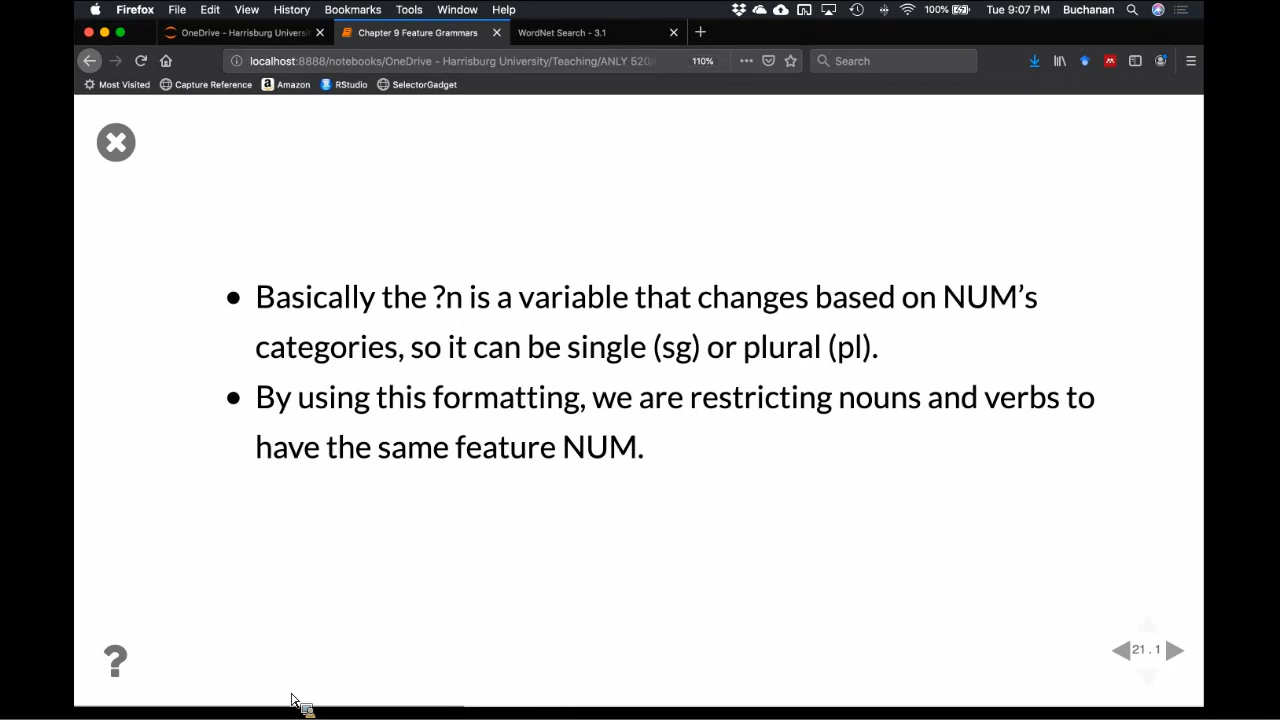 Firefox File Edit View History Bookmarks Tools Window Help 100% Tue 9:07 PM Buchanan
OneDrive - Harrisburg Universi Chapter 9 Feature Grammars WordNet Search - 3.1
localhost:8888/notebooks/OneDrive - Harrisburg University/Teaching/ANLY 520/ 110% Search
Most Visited Capture Reference Amazon RStudio SelectorGadget
• Basically the ?n is a variable that changes based on NUM’s
categories, so it can be single (sg) or plural (pl).
• By using this formatting, we are restricting nouns and verbs to
have the same feature NUM.
?
21 . 1